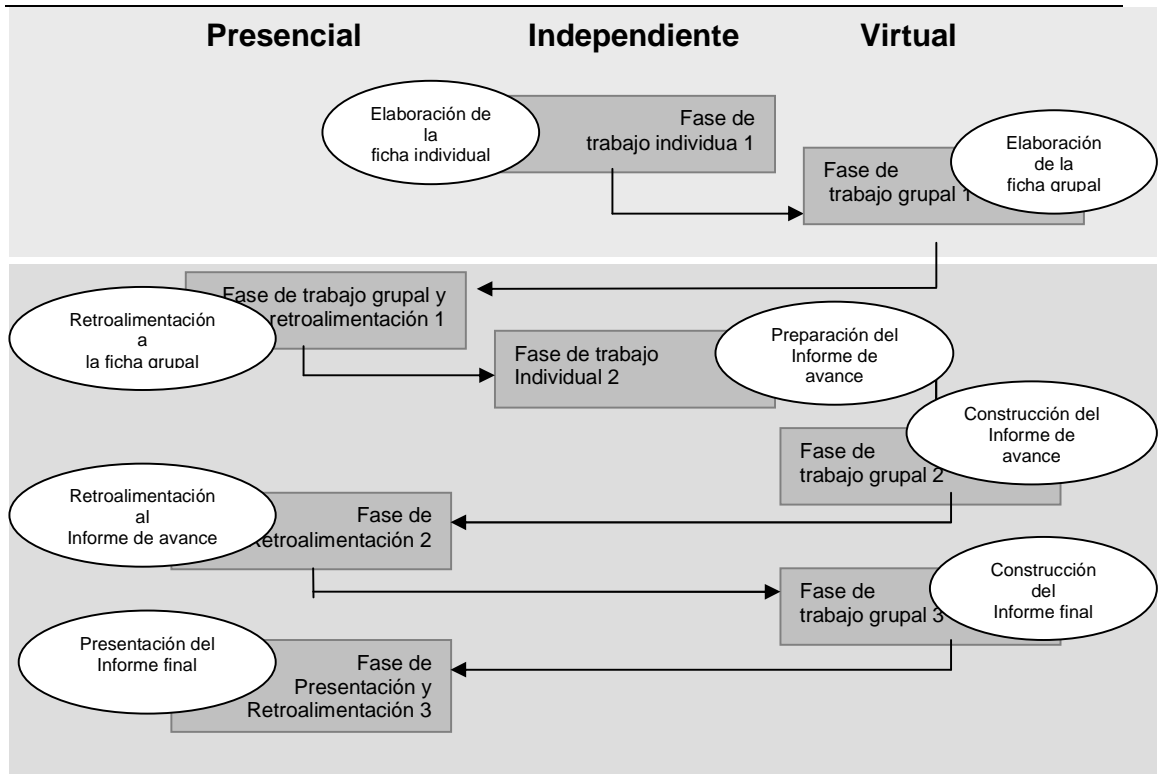 Presencial
Independiente
Virtual
Elaboración de
la
ficha individual
Fase de
trabajo individua 1
Fase de
trabajo grupal 1
Elaboración
de la
ficha grupal
Retroalimentación
a
la ficha grupal
Fase de trabajo grupal y
retroalimentación 1
Fase de trabajo
Individual 2
Preparación del
Informe de
avance
Fase de
trabajo grupal 2
Construcción del
Informe de
avance
Retroalimentación
al
Informe de avance
Fase de
Retroalimentación 2
Fase de
trabajo grupal 3
Construcción
del
Informe final
Presentación del
Informe final
Fase de
Presentación y
Retroalimentación 3